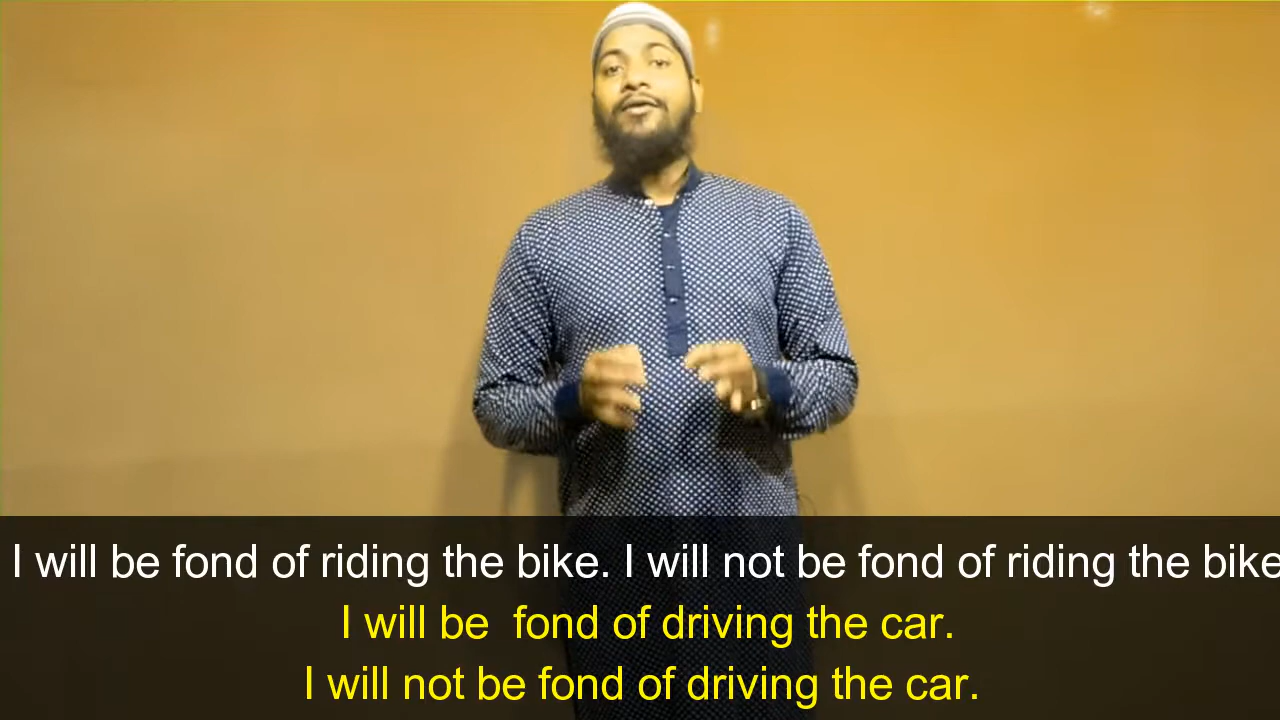 I will be fond of riding the bike. I will not be fond of riding the bike
I will be  fond of driving the car.
I will not be fond of driving the car.